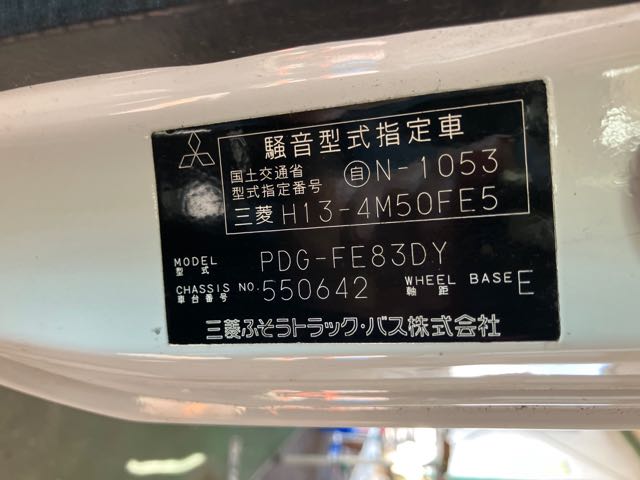 騒音型式指定車
国土交通省
型式指定番号 自N-1053
三菱 H13-4M50FE5
MODEL
型式 PDG-FE83DY
CHASSIS NO. 550642 WHEEL BASE E
車台番号 軸距
三菱ふそうトラック・バス株式会社